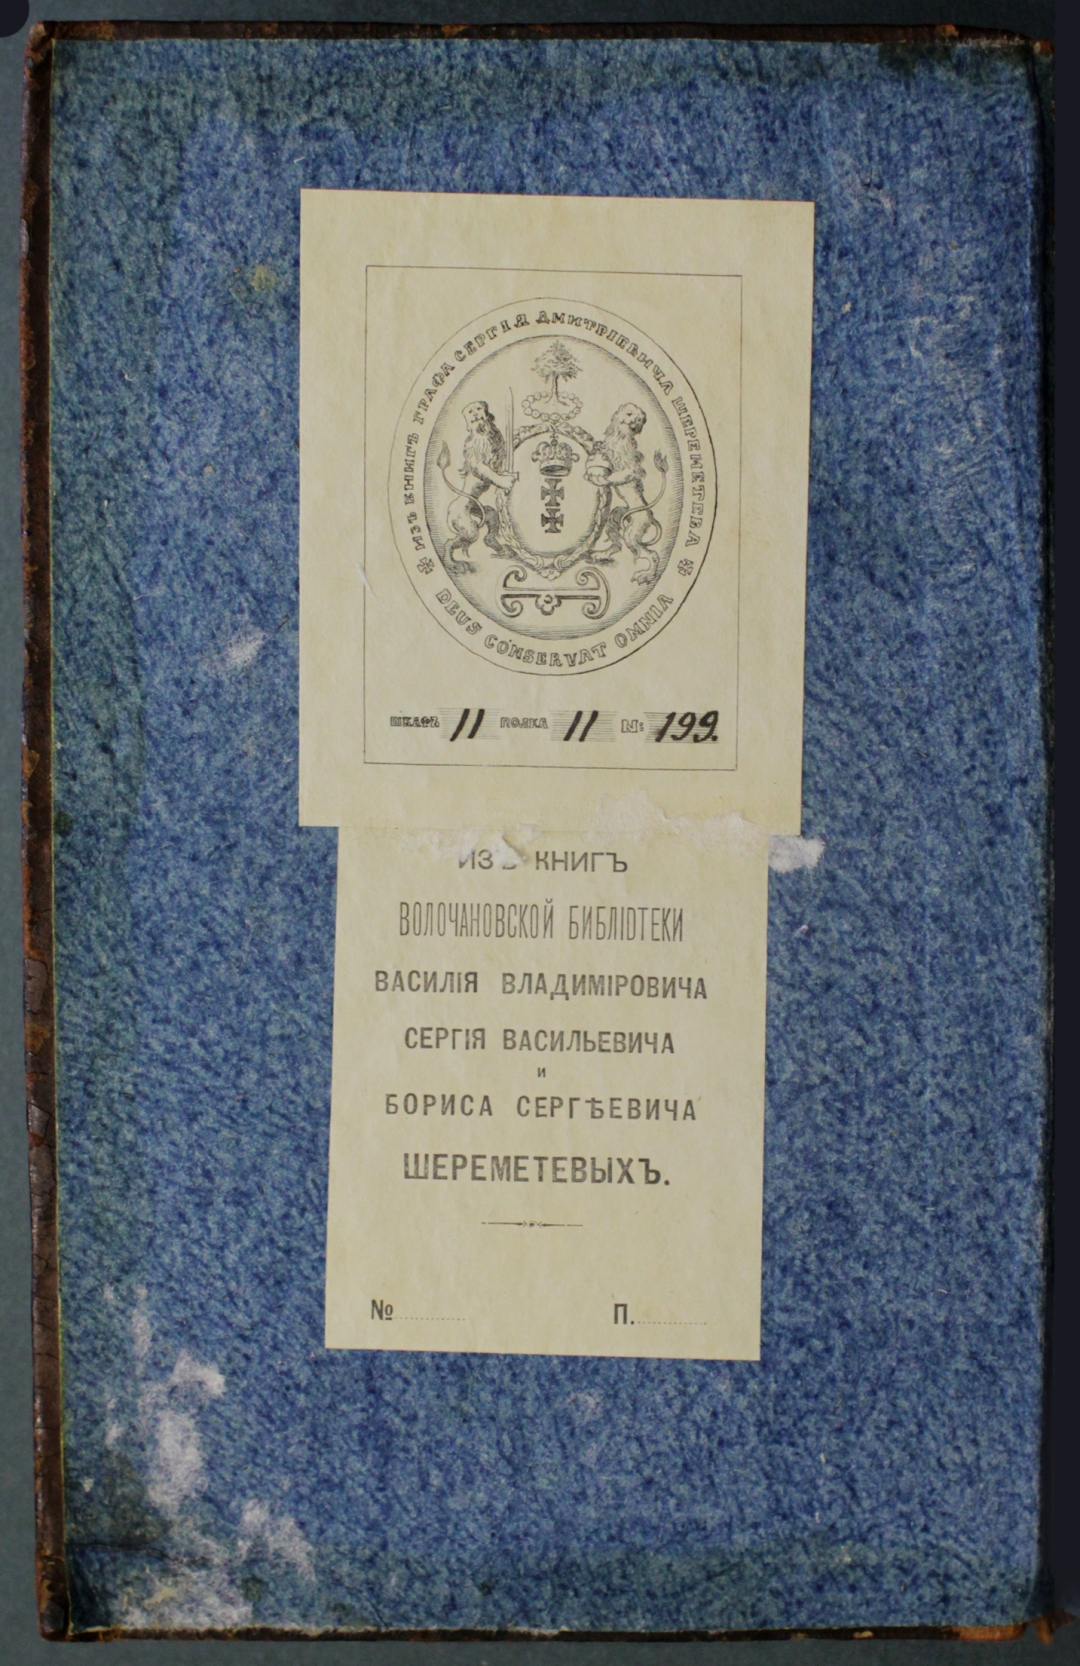 ИЗЪ КНИГЪ ГРАФА СЕРГІЯ ДМИТРІЕВИЧА ШЕРЕМЕТЕВА
DEUS CONSERVAT OMNIA
ШКАФЪ 11 ПОЛКА 11 №: 199.
ИЗЪ КНИГЪ
ВОЛОЧАНОВСКОЙ БИБЛІОТЕКИ
ВАСИЛІЯ ВЛАДИМІРОВИЧА
СЕРГІЯ ВАСИЛЬЕВИЧА
И
БОРИСА СЕРГѢЕВИЧА
ШЕРЕМЕТЕВЫХЪ.
№ ............ П. ............